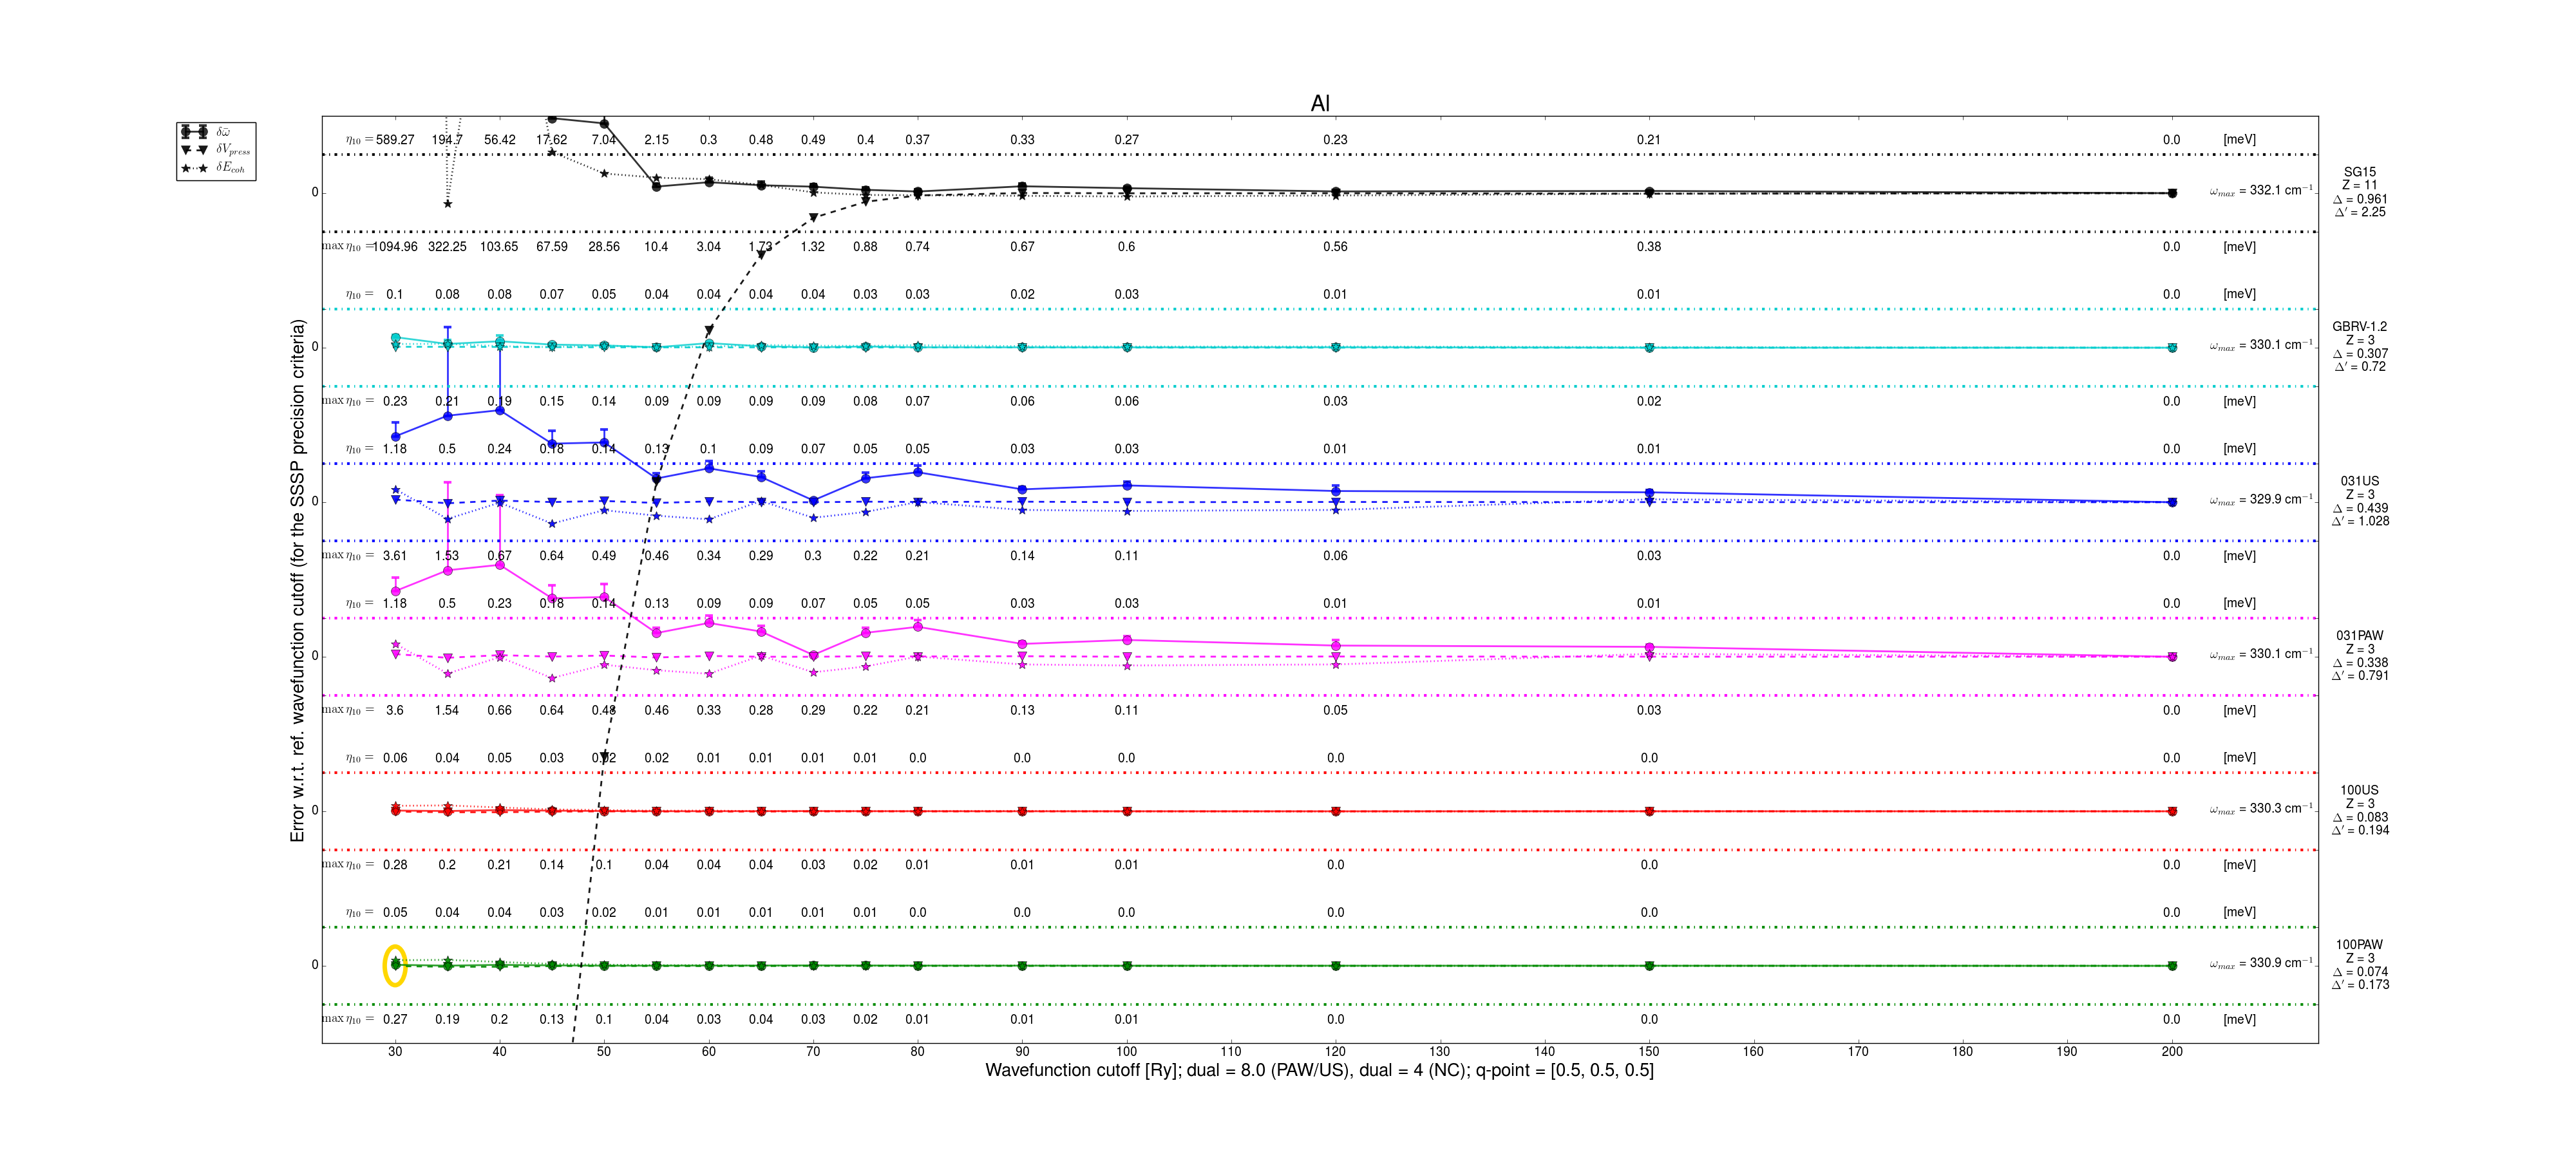 Al
δω̄
δV_press
δE_coh
η₁₀ = 589.27 194.7 56.42 17.62 7.04 2.15 0.3 0.48 0.49 0.4 0.37 0.33 0.27 0.23 0.21 0.0 [meV]
0 ω_max = 332.1 cm⁻¹
SG15
Z = 11
Δ = 0.961
Δ′ = 2.25
max η₁₀ = 1094.96 322.25 103.65 67.59 28.56 10.4 3.04 1.73 1.32 0.88 0.74 0.67 0.6 0.56 0.38 0.0 [meV]
η₁₀ = 0.1 0.08 0.08 0.07 0.05 0.04 0.04 0.04 0.04 0.03 0.03 0.02 0.03 0.01 0.01 0.0 [meV]
0 ω_max = 330.1 cm⁻¹
GBRV-1.2
Z = 3
Δ = 0.307
Δ′ = 0.72
max η₁₀ = 0.23 0.21 0.19 0.15 0.14 0.09 0.09 0.09 0.09 0.08 0.07 0.06 0.06 0.03 0.02 0.0 [meV]
η₁₀ = 1.18 0.5 0.24 0.18 0.14 0.13 0.1 0.09 0.07 0.05 0.05 0.03 0.03 0.01 0.01 0.0 [meV]
0 ω_max = 329.9 cm⁻¹
031US
Z = 3
Δ = 0.439
Δ′ = 1.028
max η₁₀ = 3.61 1.53 0.67 0.64 0.49 0.46 0.34 0.29 0.3 0.22 0.21 0.14 0.11 0.06 0.03 0.0 [meV]
η₁₀ = 1.18 0.5 0.23 0.18 0.14 0.13 0.09 0.09 0.07 0.05 0.05 0.03 0.03 0.01 0.01 0.0 [meV]
0 ω_max = 330.1 cm⁻¹
031PAW
Z = 3
Δ = 0.338
Δ′ = 0.791
max η₁₀ = 3.6 1.54 0.66 0.64 0.48 0.46 0.33 0.28 0.29 0.22 0.21 0.13 0.11 0.05 0.03 0.0 [meV]
η₁₀ = 0.06 0.04 0.05 0.03 0.02 0.02 0.01 0.01 0.01 0.01 0.0 0.0 0.0 0.0 0.0 0.0 [meV]
0 ω_max = 330.3 cm⁻¹
100US
Z = 3
Δ = 0.083
Δ′ = 0.194
max η₁₀ = 0.28 0.2 0.21 0.14 0.1 0.04 0.04 0.04 0.03 0.02 0.01 0.01 0.01 0.0 0.0 0.0 [meV]
η₁₀ = 0.05 0.04 0.04 0.03 0.02 0.01 0.01 0.01 0.01 0.01 0.0 0.0 0.0 0.0 0.0 0.0 [meV]
0 ω_max = 330.9 cm⁻¹
100PAW
Z = 3
Δ = 0.074
Δ′ = 0.173
max η₁₀ = 0.27 0.19 0.2 0.13 0.1 0.04 0.03 0.04 0.03 0.02 0.01 0.01 0.01 0.0 0.0 0.0 [meV]
30 40 50 60 70 80 90 100 110 120 130 140 150 160 170 180 190 200
Wavefunction cutoff [Ry]; dual = 8.0 (PAW/US), dual = 4 (NC); q-point = [0.5, 0.5, 0.5]
Error w.r.t. ref. wavefunction cutoff (for the SSSP precision criteria)